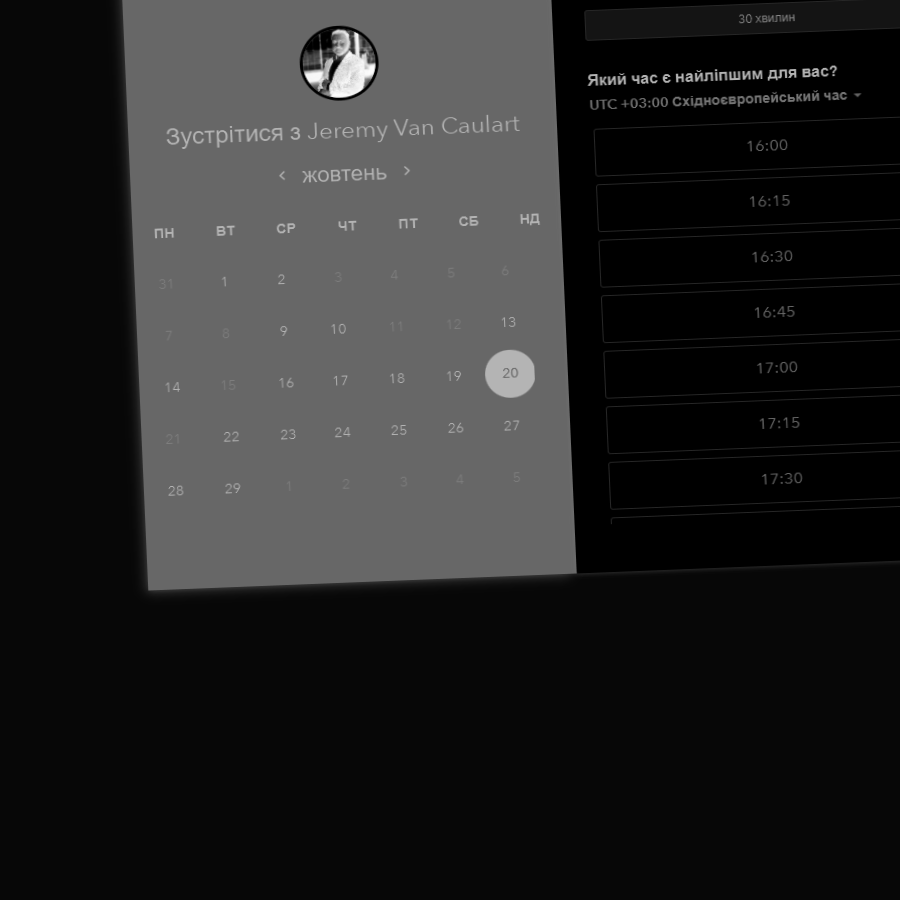 Зустрітися з Jeremy Van Caulart
‹ жовтень ›
ПН ВТ СР ЧТ ПТ СБ НД
31 1 2 3 4 5 6
7 8 9 10 11 12 13
14 15 16 17 18 19 20
21 22 23 24 25 26 27
28 29 1 2 3 4 5
30 хвилин
Який час є найліпшим для вас?
UTC +03:00 Східноєвропейський час
16:00
16:15
16:30
16:45
17:00
17:15
17:30